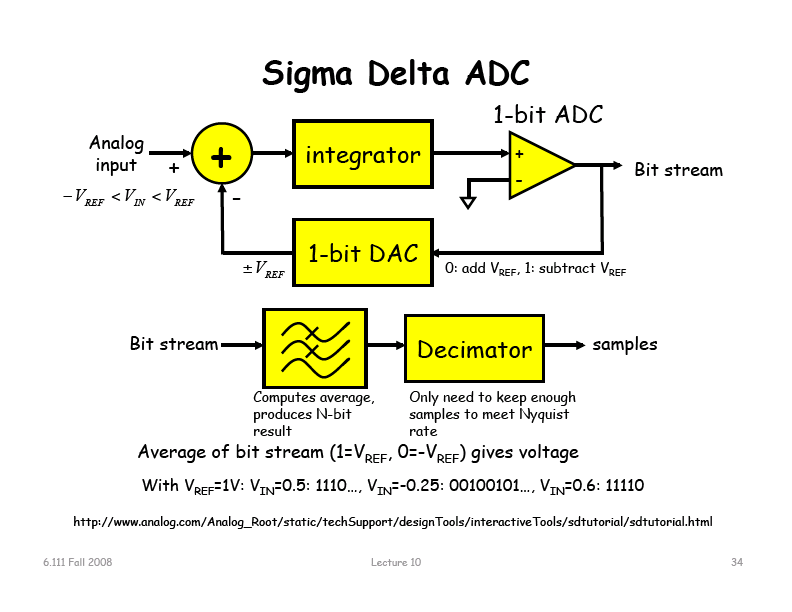 Sigma Delta ADC
1-bit ADC
Analog
input
+
+
integrator
+
-
Bit stream
−V_REF < V_IN < V_REF
-
1-bit DAC
±V_REF
0: add V_REF, 1: subtract V_REF
Bit stream
Decimator
samples
Computes average,
produces N-bit
result
Only need to keep enough
samples to meet Nyquist
rate
Average of bit stream (1=V_REF, 0=-V_REF) gives voltage
With V_REF=1V: V_IN=0.5: 1110…, V_IN=-0.25: 00100101…, V_IN=0.6: 11110
http://www.analog.com/Analog_Root/static/techSupport/designTools/interactiveTools/sdtutorial/sdtutorial.html
6.111 Fall 2008
Lecture 10
34